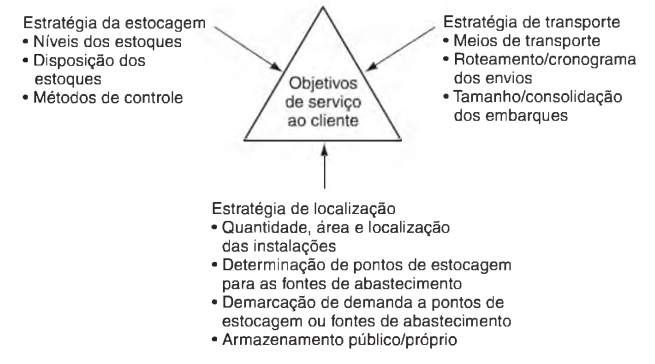 Estratégia da estocagem
• Níveis dos estoques
• Disposição dos
estoques
• Métodos de controle
Objetivos
de serviço
ao cliente
Estratégia de transporte
• Meios de transporte
• Roteamento/cronograma
dos envios
• Tamanho/consolidação
dos embarques
Estratégia de localização
• Quantidade, área e localização
das instalações
• Determinação de pontos de estocagem
para as fontes de abastecimento
• Demarcação de demanda a pontos de
estocagem ou fontes de abastecimento
• Armazenamento público/próprio